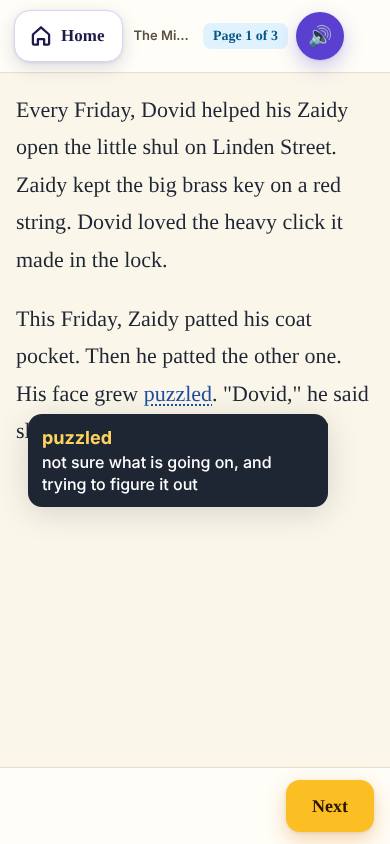 Home
The Mi...
Page 1 of 3
Every Friday, Dovid helped his Zaidy
open the little shul on Linden Street.
Zaidy kept the big brass key on a red
string. Dovid loved the heavy click it
made in the lock.
This Friday, Zaidy patted his coat
pocket. Then he patted the other one.
His face grew puzzled. "Dovid," he said
puzzled
not sure what is going on, and
trying to figure it out
Next